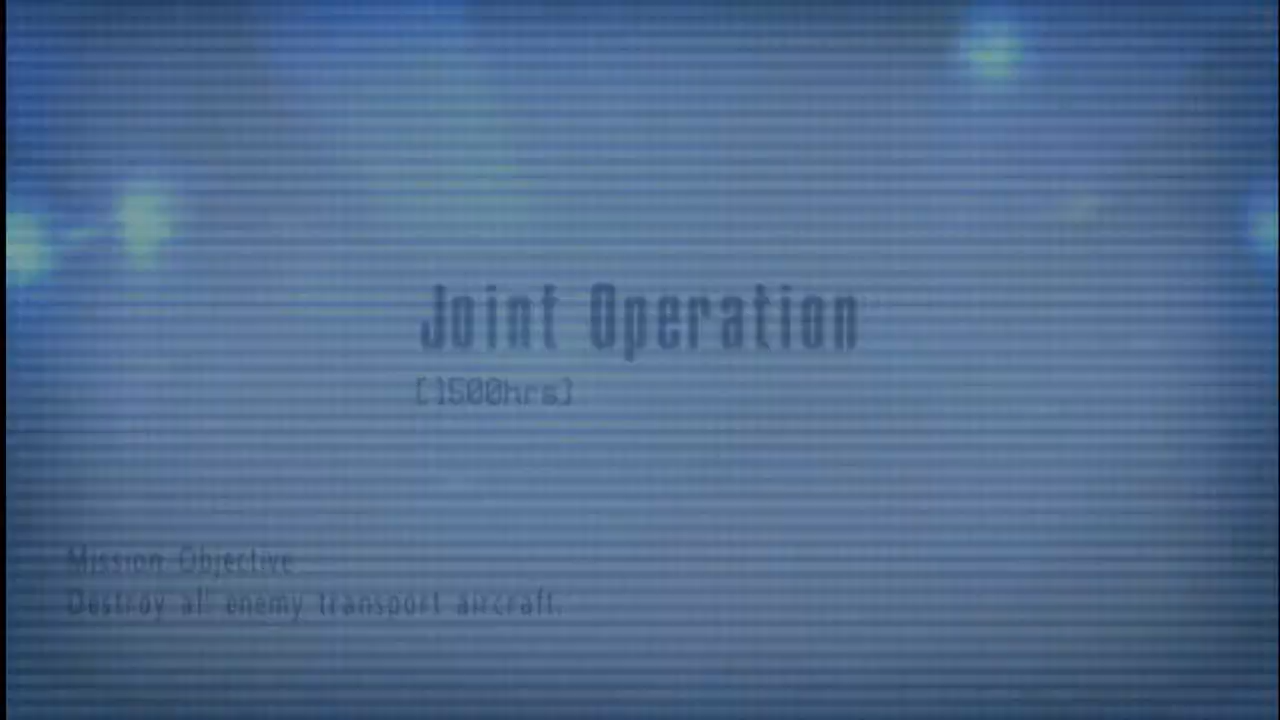 Joint Operation
[1500hrs]
Mission Objective
Destroy all enemy transport aircraft.